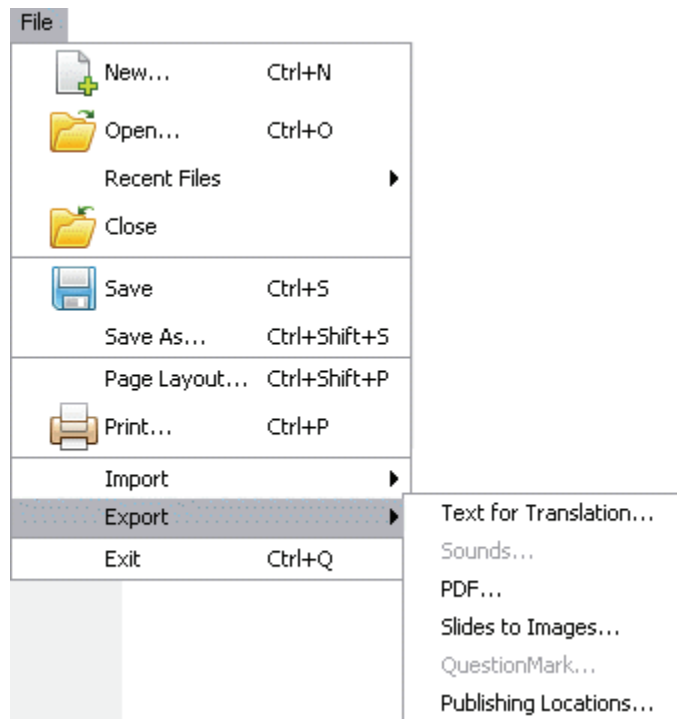 File
New... Ctrl+N
Open... Ctrl+O
Recent Files
Close
Save Ctrl+S
Save As... Ctrl+Shift+S
Page Layout... Ctrl+Shift+P
Print... Ctrl+P
Import
Export
Exit Ctrl+Q
Text for Translation...
Sounds...
PDF...
Slides to Images...
QuestionMark...
Publishing Locations...